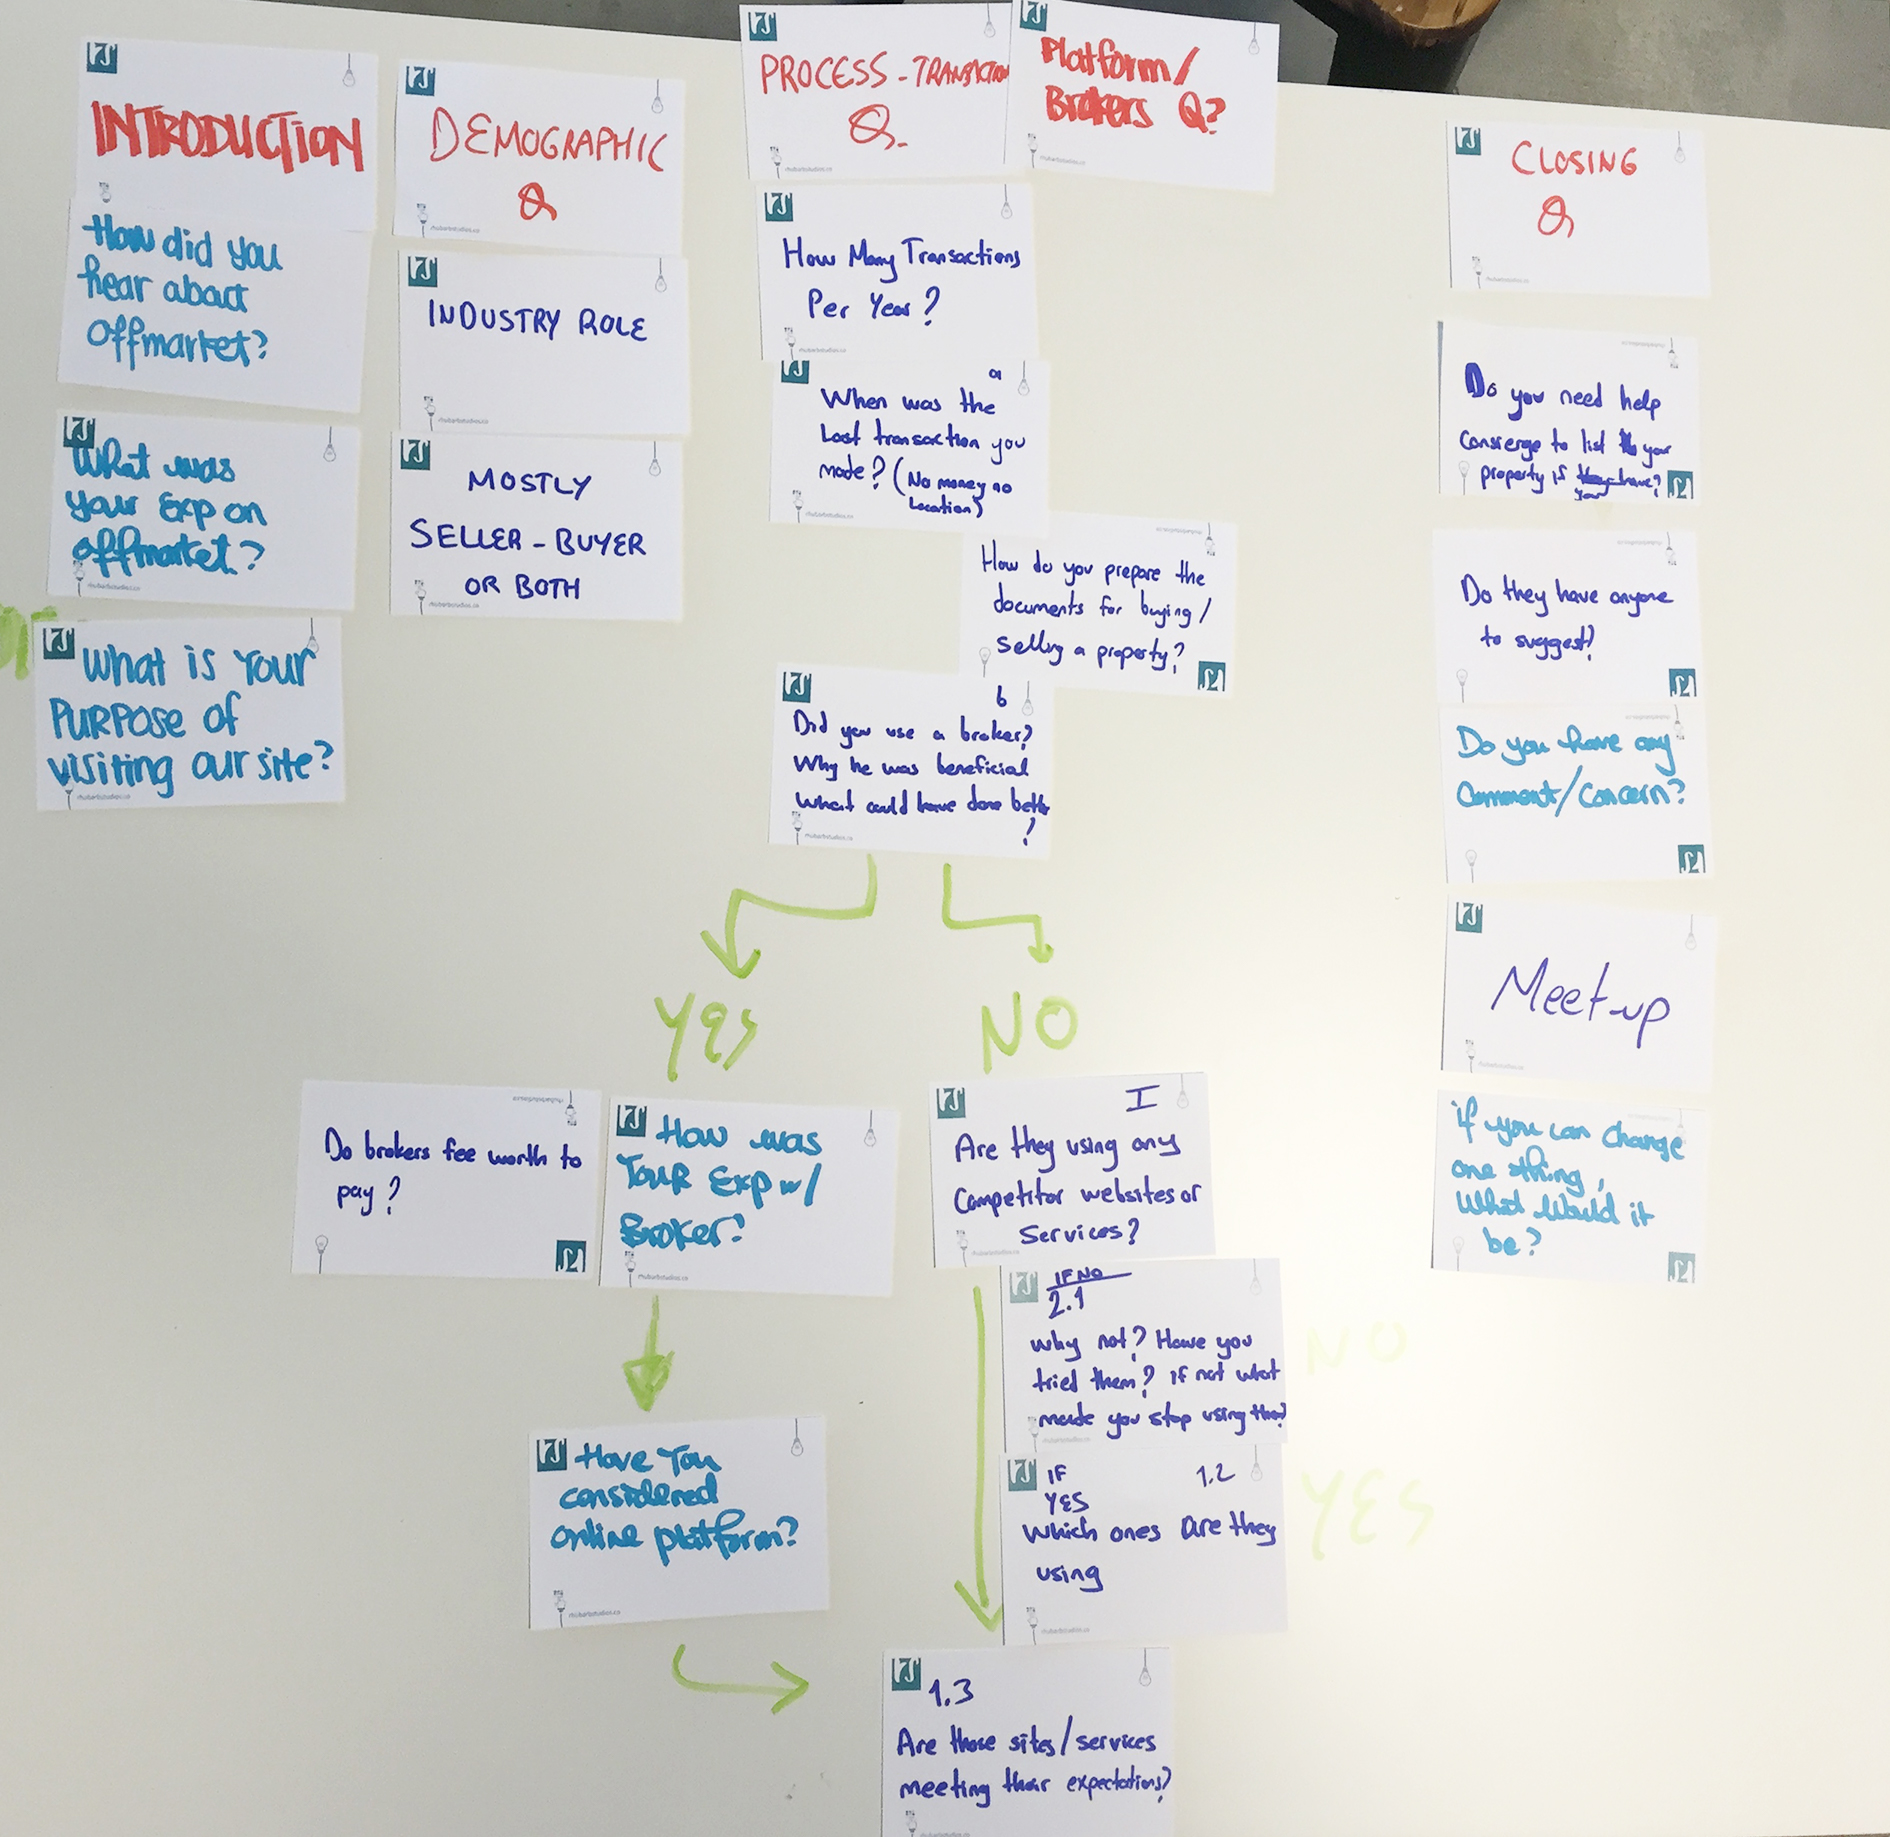 INTRODUCTION
How did you
hear about
offmarket?
What was
your Exp on
offmarket?
or
What is Your
PURPOSE of
visiting our site?
DEMOGRAPHIC
Q
INDUSTRY ROLE
MOSTLY
SELLER - BUYER
OR BOTH
PROCESS - TRANSACTION
Q.
Platform/
Brokers Q?
How Many Transactions
Per Year?
a
When was the
Last transaction you
made? (No money no
Location)
How do you prepare the
documents for buying/
selling a property?
b
Did you use a broker?
Why he was beneficial
What could have done better
?
YES
NO
Do brokers fee worth to
pay?
How was
YOUR Exp w/
Broker?
Have You
considered
online platform?
I
Are they using any
Competitor websites or
Services?
IF NO
2.1
why not? Have you
tried them? if not what
made you stop using them?
NO
IF
YES
1.2
which ones are they
using
YES
1.3
Are those sites/services
meeting their expectations?
CLOSING
Q
Do you need help
Conserge to list your
property if you have?
Do they have anyone
to suggest?
Do you have any
Comment/Concern?
Meet-up
if you can change
one thing,
What Would it
be?
rhubarbstudios.co
rhubarbstudios.co
rhubarbstudios.co
rhubarbstudios.co